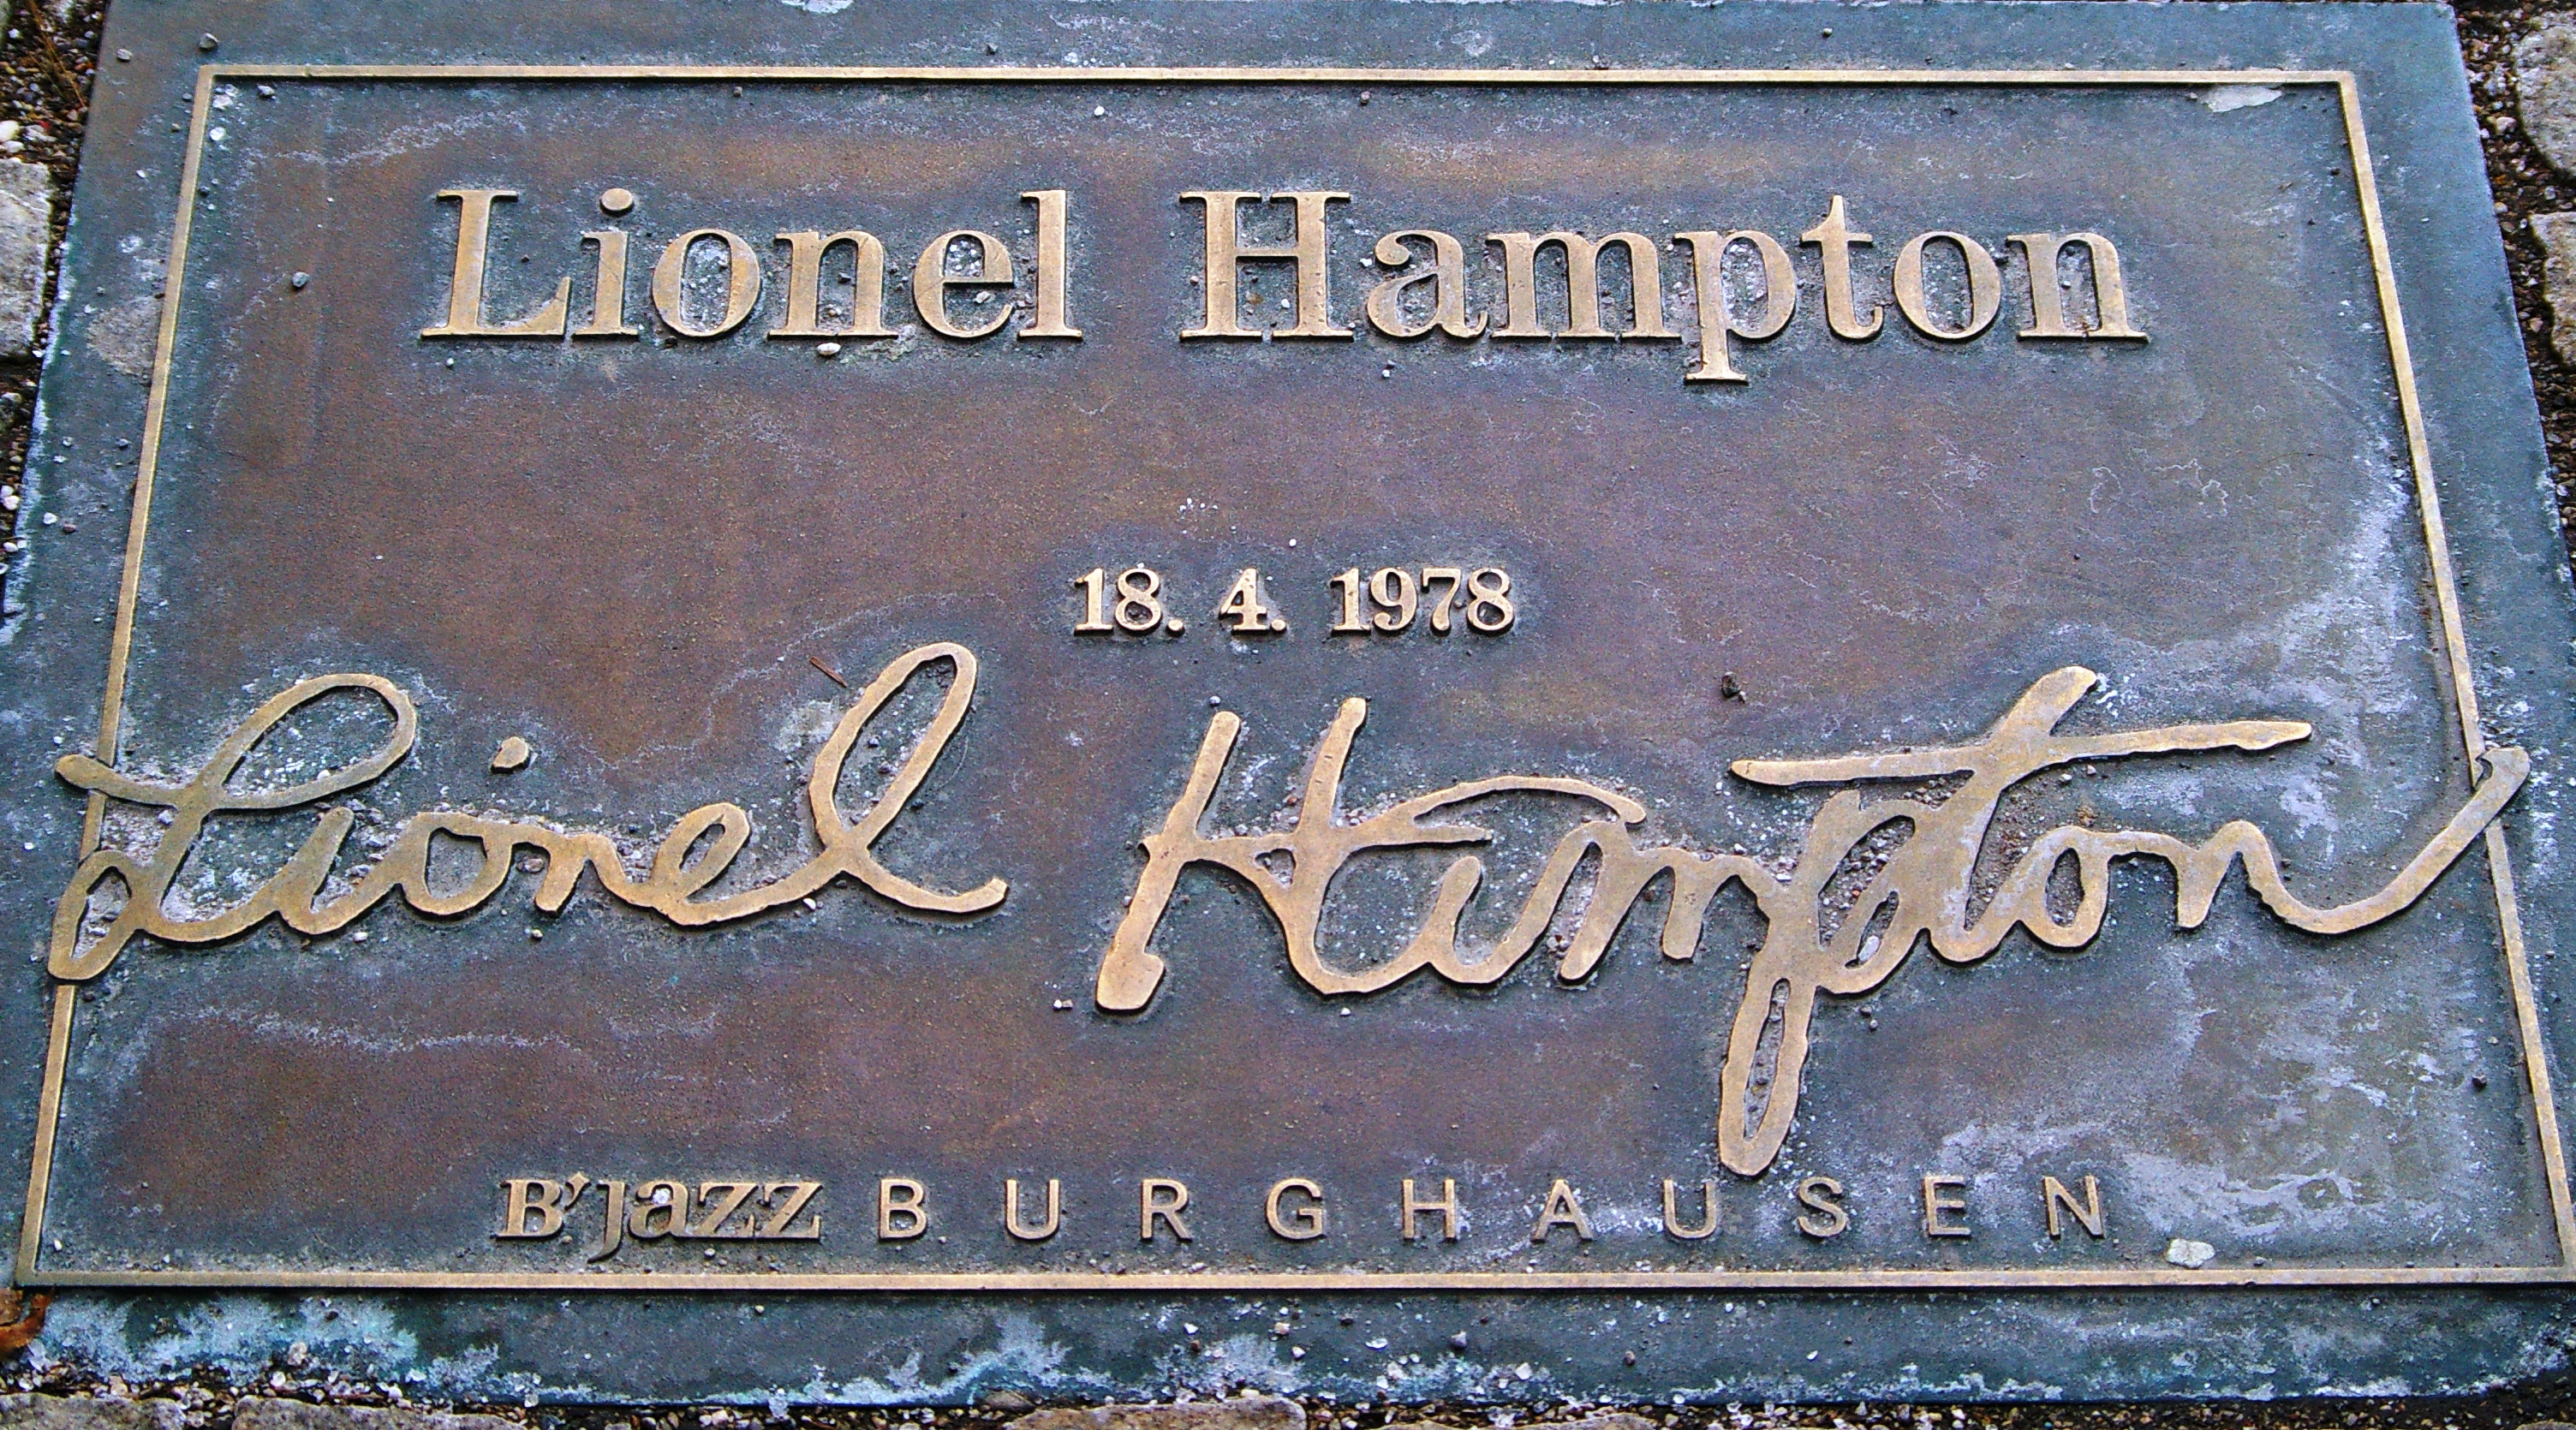 Lionel Hampton
18. 4. 1978
Lionel Hampton
B'Jazz BURGHAUSEN